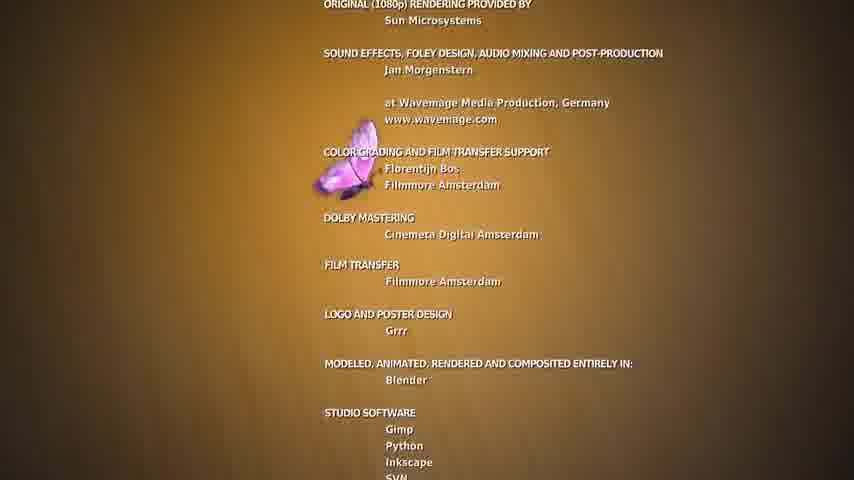 ORIGINAL (1080p) RENDERING PROVIDED BY
Sun Microsystems
SOUND EFFECTS, FOLEY DESIGN, AUDIO MIXING AND POST-PRODUCTION
Jan Morgenstern
at Wavemage Media Production, Germany
www.wavemage.com
COLOR GRADING AND FILM TRANSFER SUPPORT
Florentijn Bos
Filmmore Amsterdam
DOLBY MASTERING
Cinemeta Digital Amsterdam
FILM TRANSFER
Filmmore Amsterdam
LOGO AND POSTER DESIGN
Grrr
MODELED, ANIMATED, RENDERED AND COMPOSITED ENTIRELY IN:
Blender
STUDIO SOFTWARE
Gimp
Python
Inkscape
SVN